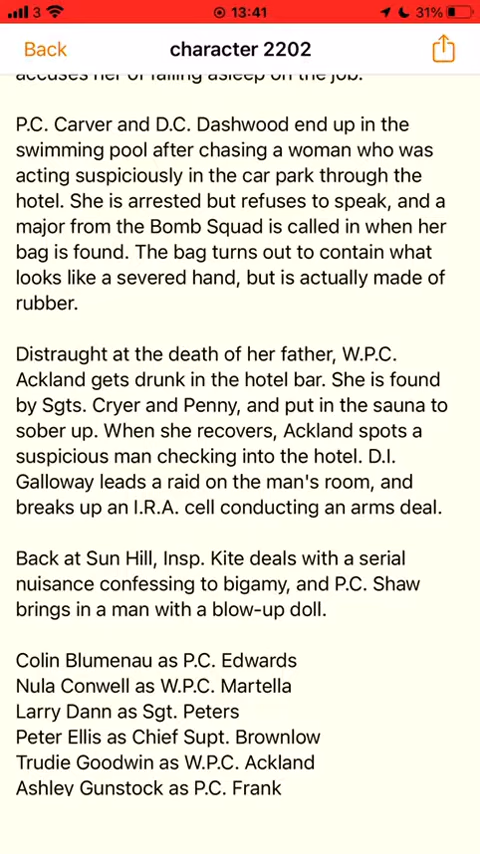 3 13:41 31%
Back character 2202
accuses her of falling asleep on the job.
P.C. Carver and D.C. Dashwood end up in the
swimming pool after chasing a woman who was
acting suspiciously in the car park through the
hotel. She is arrested but refuses to speak, and a
major from the Bomb Squad is called in when her
bag is found. The bag turns out to contain what
looks like a severed hand, but is actually made of
rubber.
Distraught at the death of her father, W.P.C.
Ackland gets drunk in the hotel bar. She is found
by Sgts. Cryer and Penny, and put in the sauna to
sober up. When she recovers, Ackland spots a
suspicious man checking into the hotel. D.I.
Galloway leads a raid on the man's room, and
breaks up an I.R.A. cell conducting an arms deal.
Back at Sun Hill, Insp. Kite deals with a serial
nuisance confessing to bigamy, and P.C. Shaw
brings in a man with a blow-up doll.
Colin Blumenau as P.C. Edwards
Nula Conwell as W.P.C. Martella
Larry Dann as Sgt. Peters
Peter Ellis as Chief Supt. Brownlow
Trudie Goodwin as W.P.C. Ackland
Ashley Gunstock as P.C. Frank